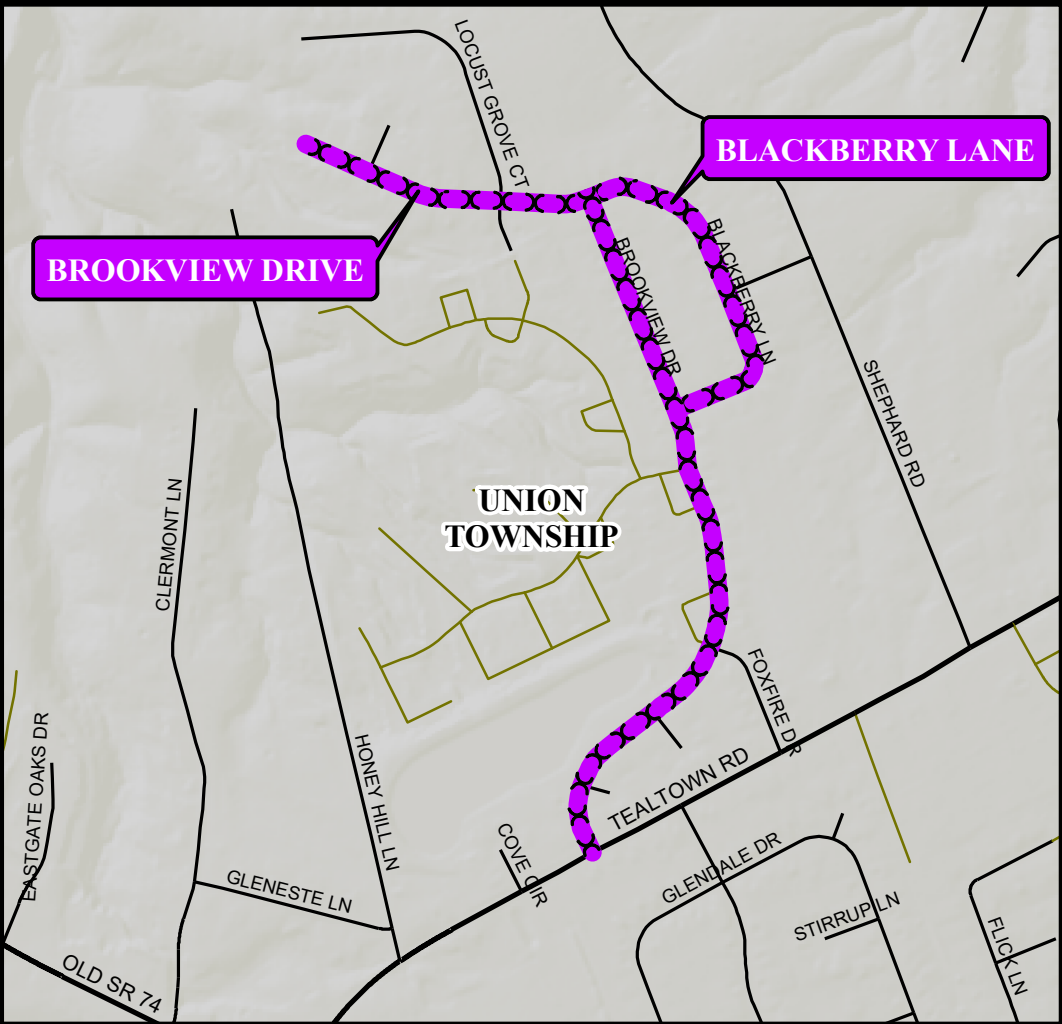 LOCUST GROVE CT
BLACKBERRY LANE
BROOKVIEW DRIVE
BROOKVIEW DR
BLACKBERRY LN
SHEPHARD RD
UNION
TOWNSHIP
CLERMONT LN
HONEY HILL LN
FOXFIRE DR
EASTGATE OAKS DR
TEALTOWN RD
COVE CIR
GLENDALE DR
GLENESTE LN
STIRRUP LN
FLICK LN
OLD SR 74